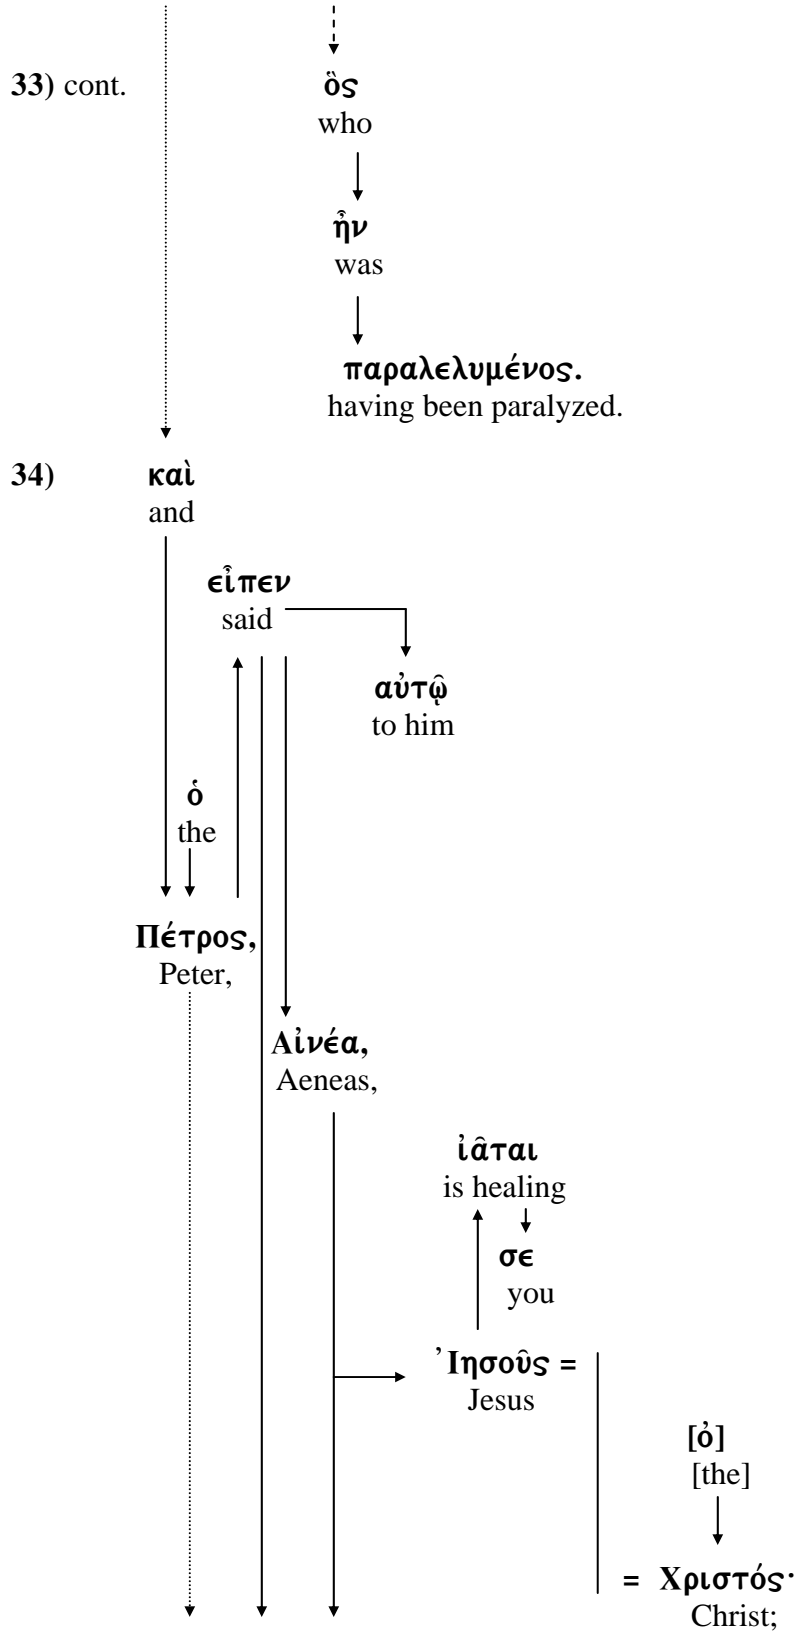 33) cont. ὃς
who
ἦν
was
παραλελυμένος.
having been paralyzed.
34) καὶ
and
εἶπεν
said
αὐτῷ
to him
ὁ
the
Πέτρος,
Peter,
Αἰνέα,
Aeneas,
ἰᾶται
is healing
σε
you
Ἰησοῦς =
Jesus
[ὀ]
[the]
= Χριστός·
Christ;